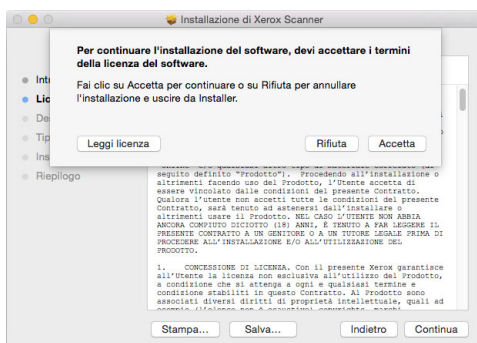 Installazione di Xerox Scanner
Per continuare l'installazione del software, devi accettare i termini
della licenza del software.
Fai clic su Accetta per continuare o su Rifiuta per annullare
l'installazione e uscire da Installer.
Leggi licenza
Rifiuta
Accetta
Int
Lic
De
Tip
Ins
Riepilogo
seguito definito "Prodotto"). Procedendo all'installazione o
altrimenti facendo uso del Prodotto, l'Utente accetta di
essere vincolato dalle condizioni del presente Contratto.
Qualora l'utente non accetti tutte le condizioni del presente
Contratto, sarà tenuto ad astenersi dall'installare o
altrimenti usare il Prodotto. NEL CASO L'UTENTE NON ABBIA
ANCORA COMPIUTO DICIOTTO (18) ANNI, È TENUTO A FAR LEGGERE IL
PRESENTE CONTRATTO A UN GENITORE O A UN TUTORE LEGALE PRIMA DI
PROCEDERE ALL'INSTALLAZIONE E/O ALL'UTILIZZAZIONE DEL
PRODOTTO.
1. CONCESSIONE DI LICENZA. Con il presente Xerox garantisce
all'Utente la licenza non esclusiva all'utilizzo del Prodotto,
a condizione che si attenga a ogni e qualsiasi termine e
condizione stabiliti in questo Contratto. Al Prodotto sono
associati diversi diritti di proprietà intellettuale, quali ad
Stampa...
Salva...
Indietro
Continua